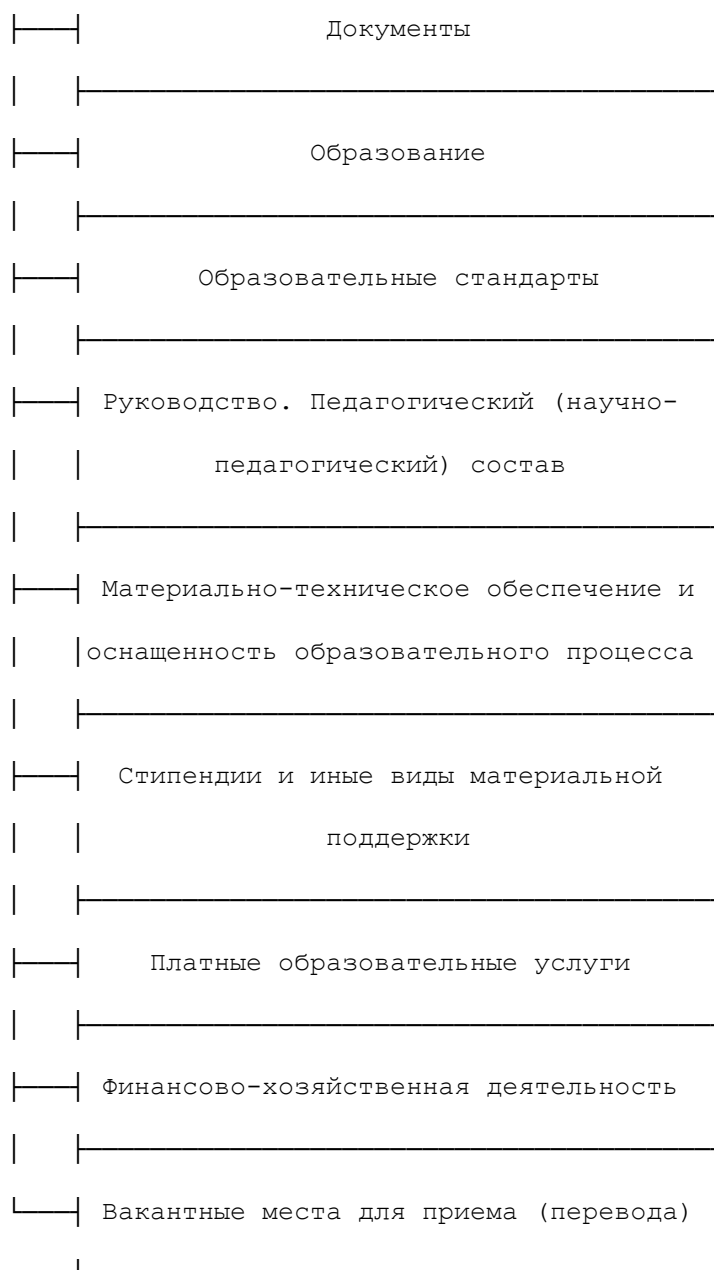 Документы
Образование
Образовательные стандарты
Руководство. Педагогический (научно-
педагогический) состав
Материально-техническое обеспечение и
оснащенность образовательного процесса
Стипендии и иные виды материальной
поддержки
Платные образовательные услуги
Финансово-хозяйственная деятельность
Вакантные места для приема (перевода)